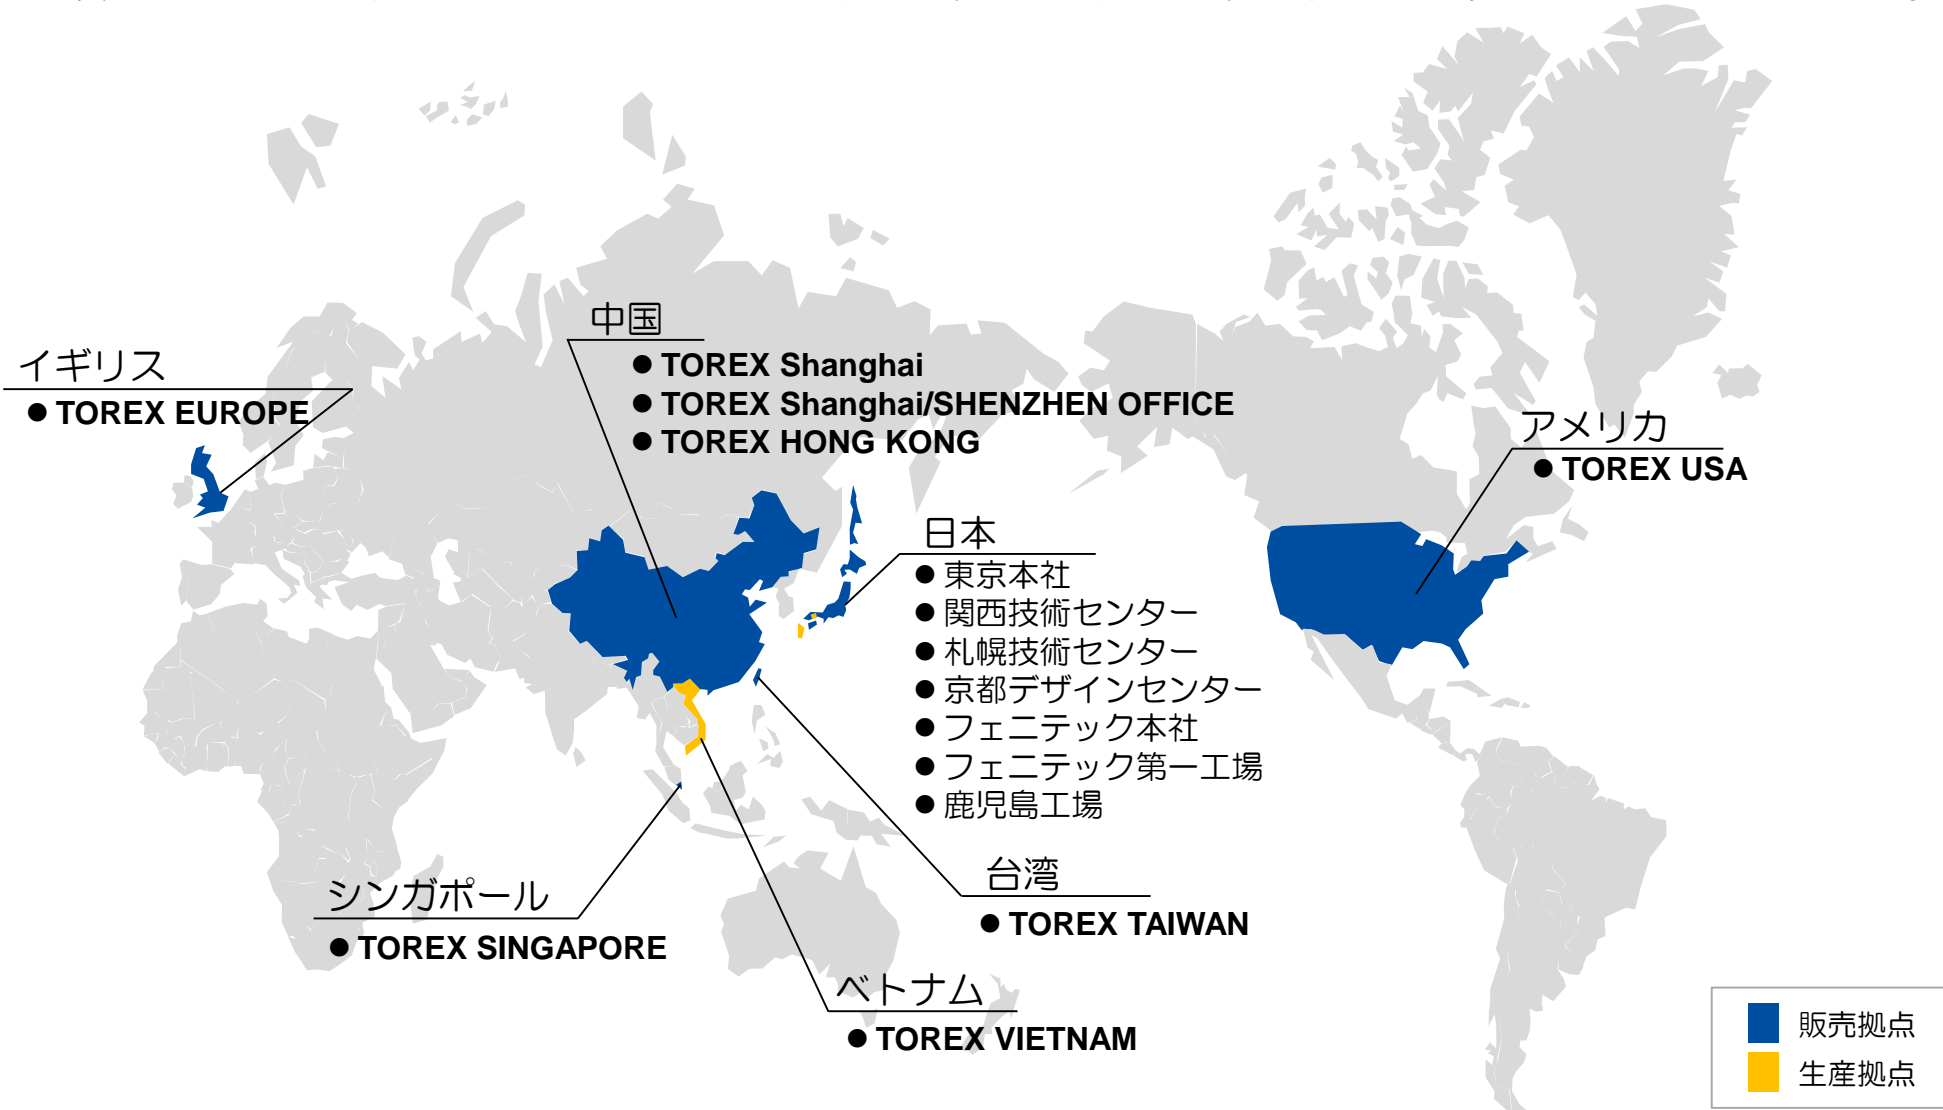 中国
● TOREX Shanghai
● TOREX Shanghai/SHENZHEN OFFICE
● TOREX HONG KONG
イギリス
● TOREX EUROPE
アメリカ
● TOREX USA
日本
● 東京本社
● 関西技術センター
● 札幌技術センター
● 京都デザインセンター
● フェニテック本社
● フェニテック第一工場
● 鹿児島工場
台湾
● TOREX TAIWAN
シンガポール
● TOREX SINGAPORE
ベトナム
● TOREX VIETNAM
販売拠点
生産拠点